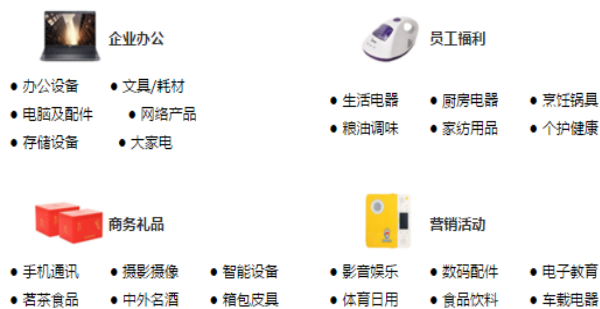 企业办公
● 办公设备 ● 文具/耗材
● 电脑及配件 ● 网络产品
● 存储设备 ● 大家电
员工福利
● 生活电器 ● 厨房电器 ● 烹饪锅具
● 粮油调味 ● 家纺用品 ● 个护健康
商务礼品
● 手机通讯 ● 摄影摄像 ● 智能设备
● 茗茶食品 ● 中外名酒 ● 箱包皮具
营销活动
● 影音娱乐 ● 数码配件 ● 电子教育
● 体育日用 ● 食品饮料 ● 车载电器